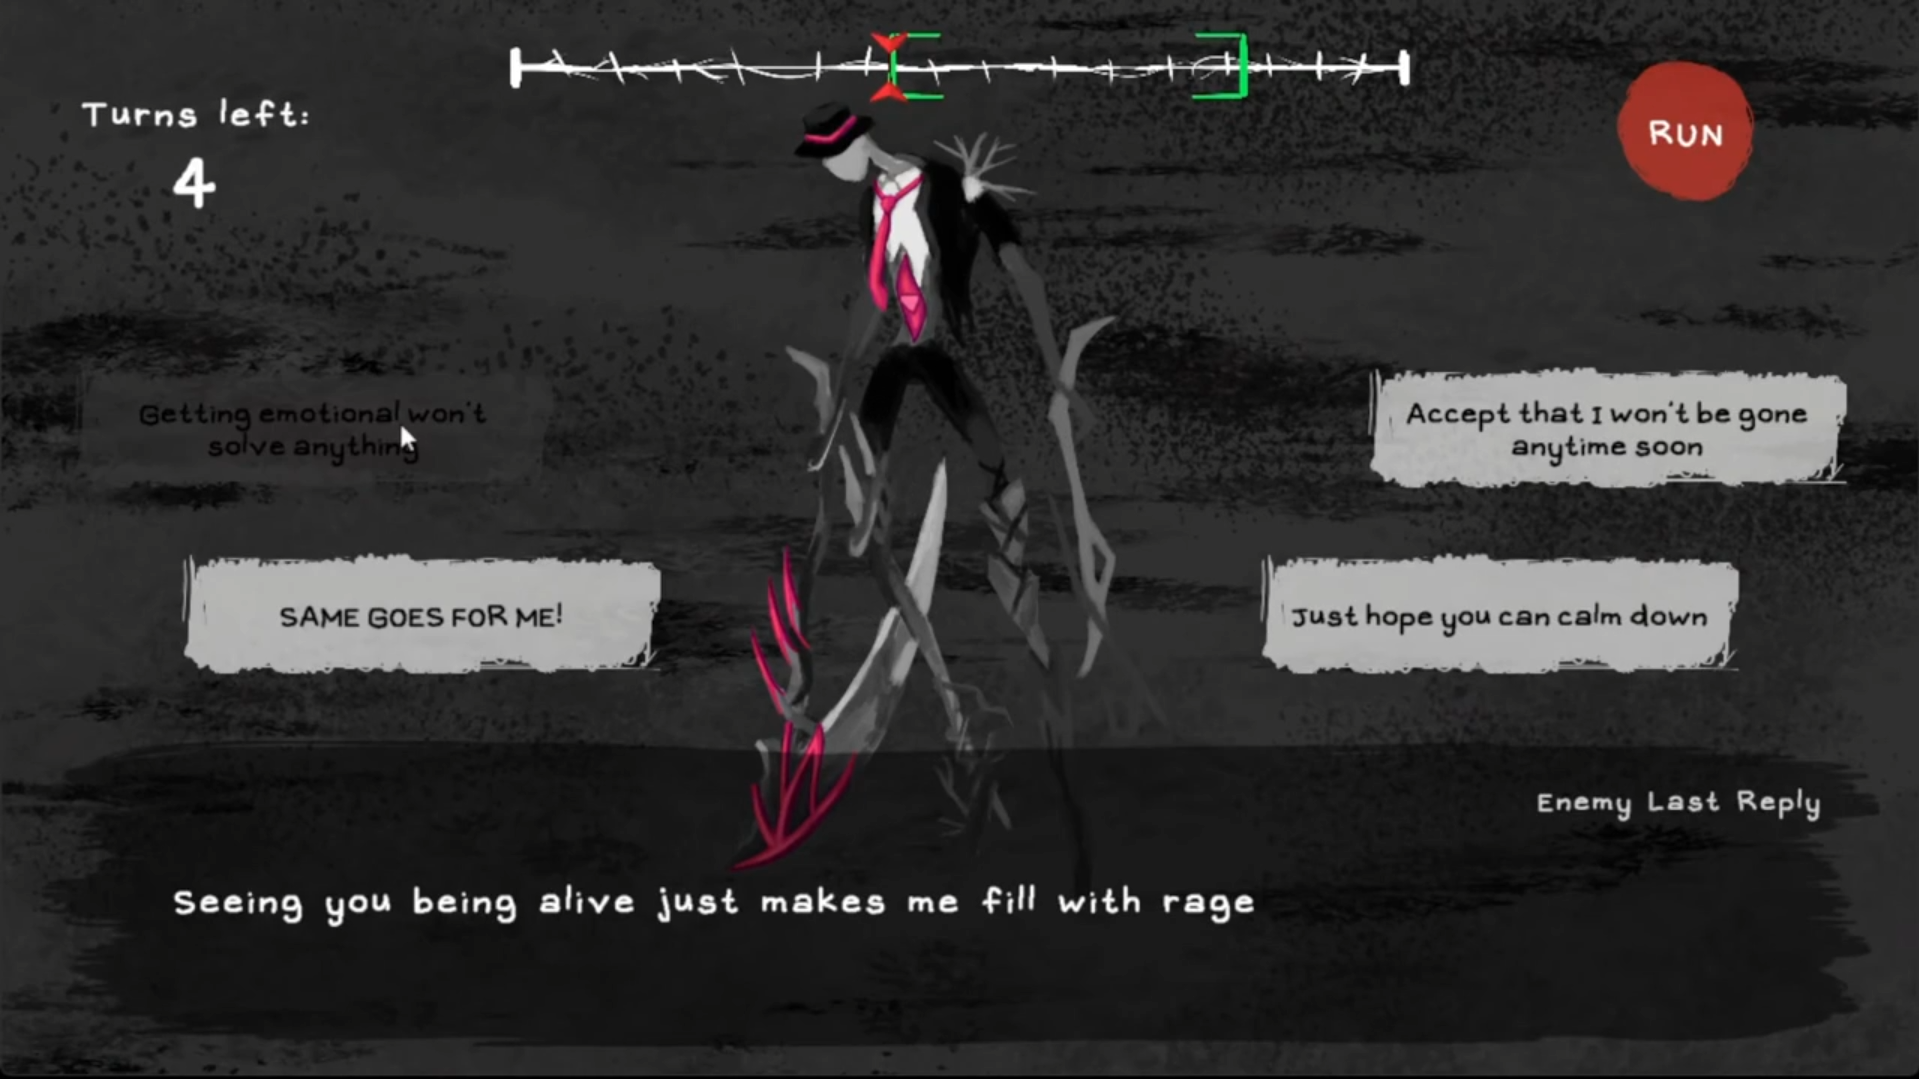 Turns left:
4
RUN
Getting emotional won't
solve anything
Accept that I won't be gone
anytime soon
SAME GOES FOR ME!
Just hope you can calm down
Enemy Last Reply
Seeing you being alive just makes me fill with rage